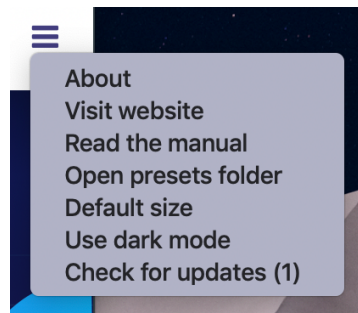 About
Visit website
Read the manual
Open presets folder
Default size
Use dark mode
Check for updates (1)